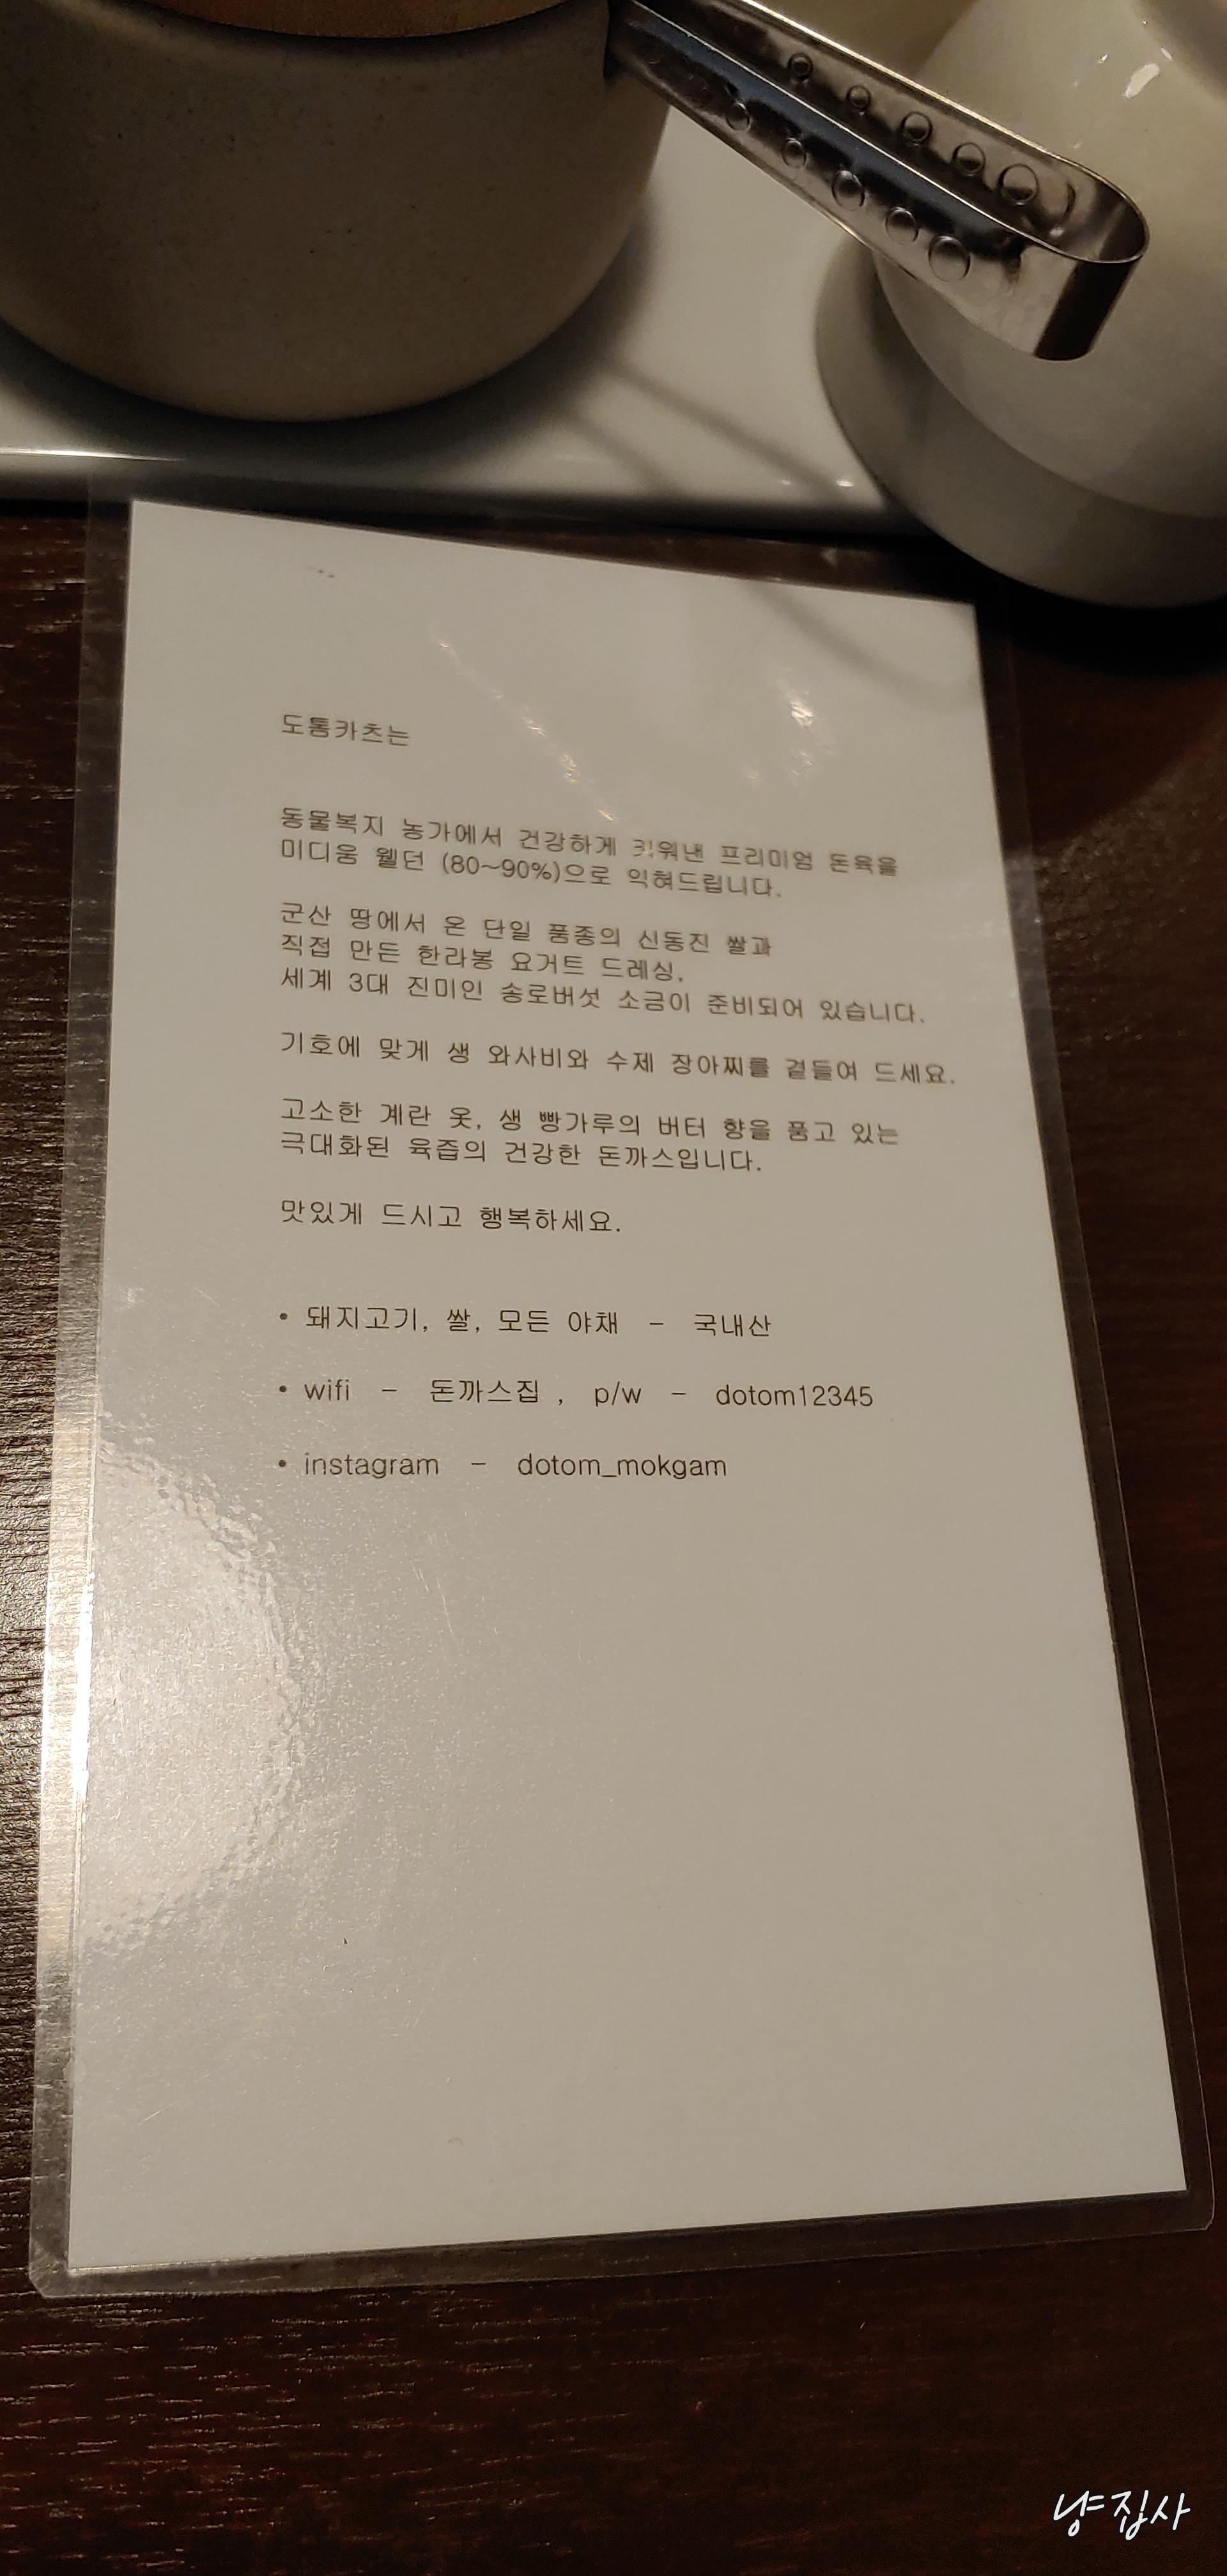 도톰카츠는
동물복지 농가에서 건강하게 키워낸 프리미엄 돈육을
미디움 웰던 (80~90%)으로 익혀드립니다.
군산 땅에서 온 단일 품종의 신동진 쌀과
직접 만든 한라봉 요거트 드레싱,
세계 3대 진미인 송로버섯 소금이 준비되어 있습니다.
기호에 맞게 생 와사비와 수제 장아찌를 곁들여 드세요.
고소한 계란 옷, 생 빵가루의 버터 향을 품고 있는
극대화된 육즙의 건강한 돈까스입니다.
맛있게 드시고 행복하세요.
• 돼지고기, 쌀, 모든 야채 - 국내산
• wifi - 돈까스집 , p/w - dotom12345
• instagram - dotom_mokgam
냥집사